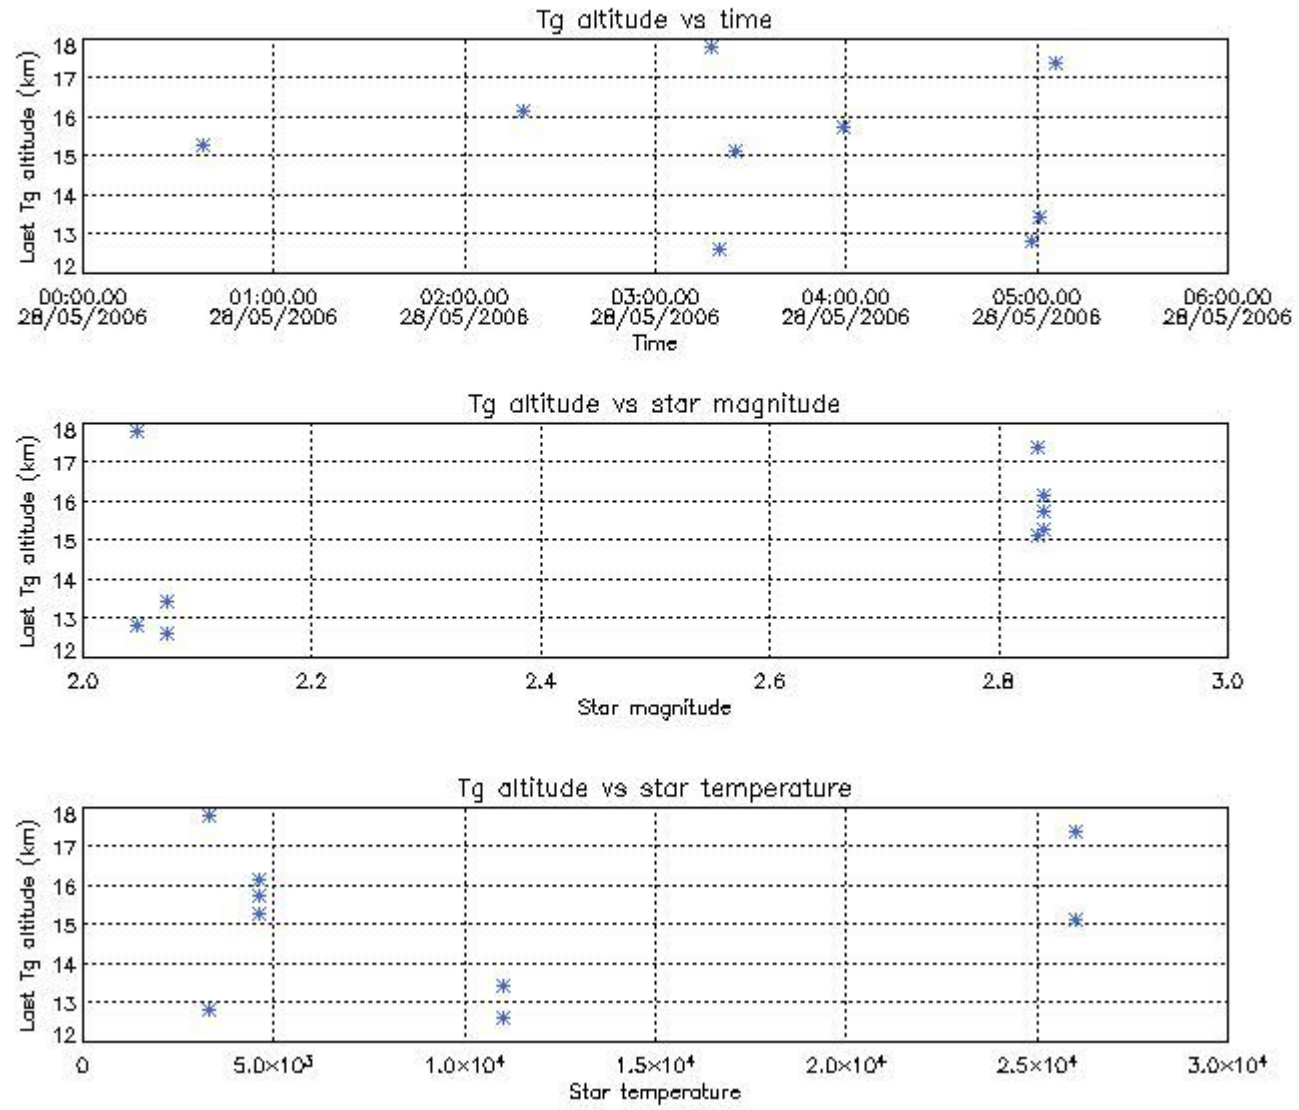 Tg altitude vs time
Last Tg altitude (km)
18
17
16
15
14
13
12
00:00.00 01:00.00 02:00.00 03:00.00 04:00.00 05:00.00 06:00.00
28/05/2006 28/05/2006 28/05/2006 28/05/2006 28/05/2006 28/05/2006 28/05/2006
Time
Tg altitude vs star magnitude
Last Tg altitude (km)
18
17
16
15
14
13
12
2.0 2.2 2.4 2.6 2.8 3.0
Star magnitude
Tg altitude vs star temperature
Last Tg altitude (km)
18
17
16
15
14
13
12
0 5.0×10³ 1.0×10⁴ 1.5×10⁴ 2.0×10⁴ 2.5×10⁴ 3.0×10⁴
Star temperature